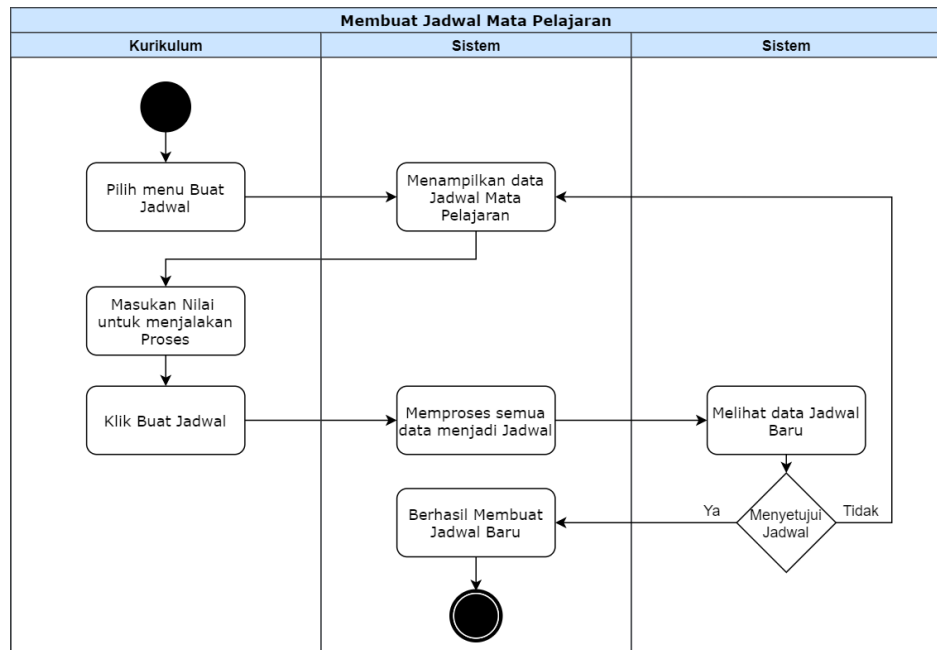 Membuat Jadwal Mata Pelajaran
Kurikulum
Sistem
Sistem
Pilih menu Buat
Jadwal
Menampilkan data
Jadwal Mata
Pelajaran
Masukan Nilai
untuk menjalakan
Proses
Klik Buat Jadwal
Memproses semua
data menjadi Jadwal
Melihat data Jadwal
Baru
Berhasil Membuat
Jadwal Baru
Ya
Menyetujui
Jadwal
Tidak